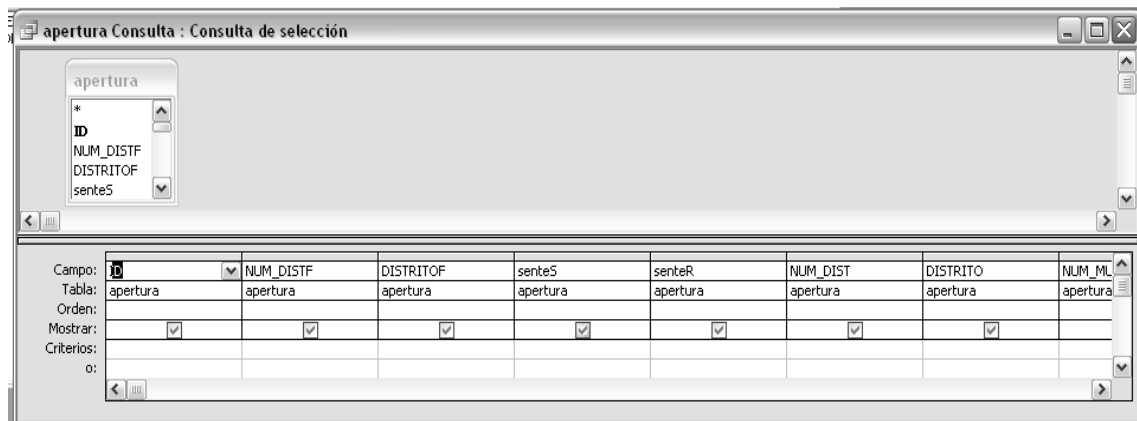 apertura Consulta : Consulta de selección
apertura
*
ID
NUM_DISTF
DISTRITOF
senteS
Campo: ID NUM_DISTF DISTRITOF senteS senteR NUM_DIST DISTRITO NUM_MU
Tabla: apertura apertura apertura apertura apertura apertura apertura apertura
Orden:
Mostrar:
Criterios:
o: